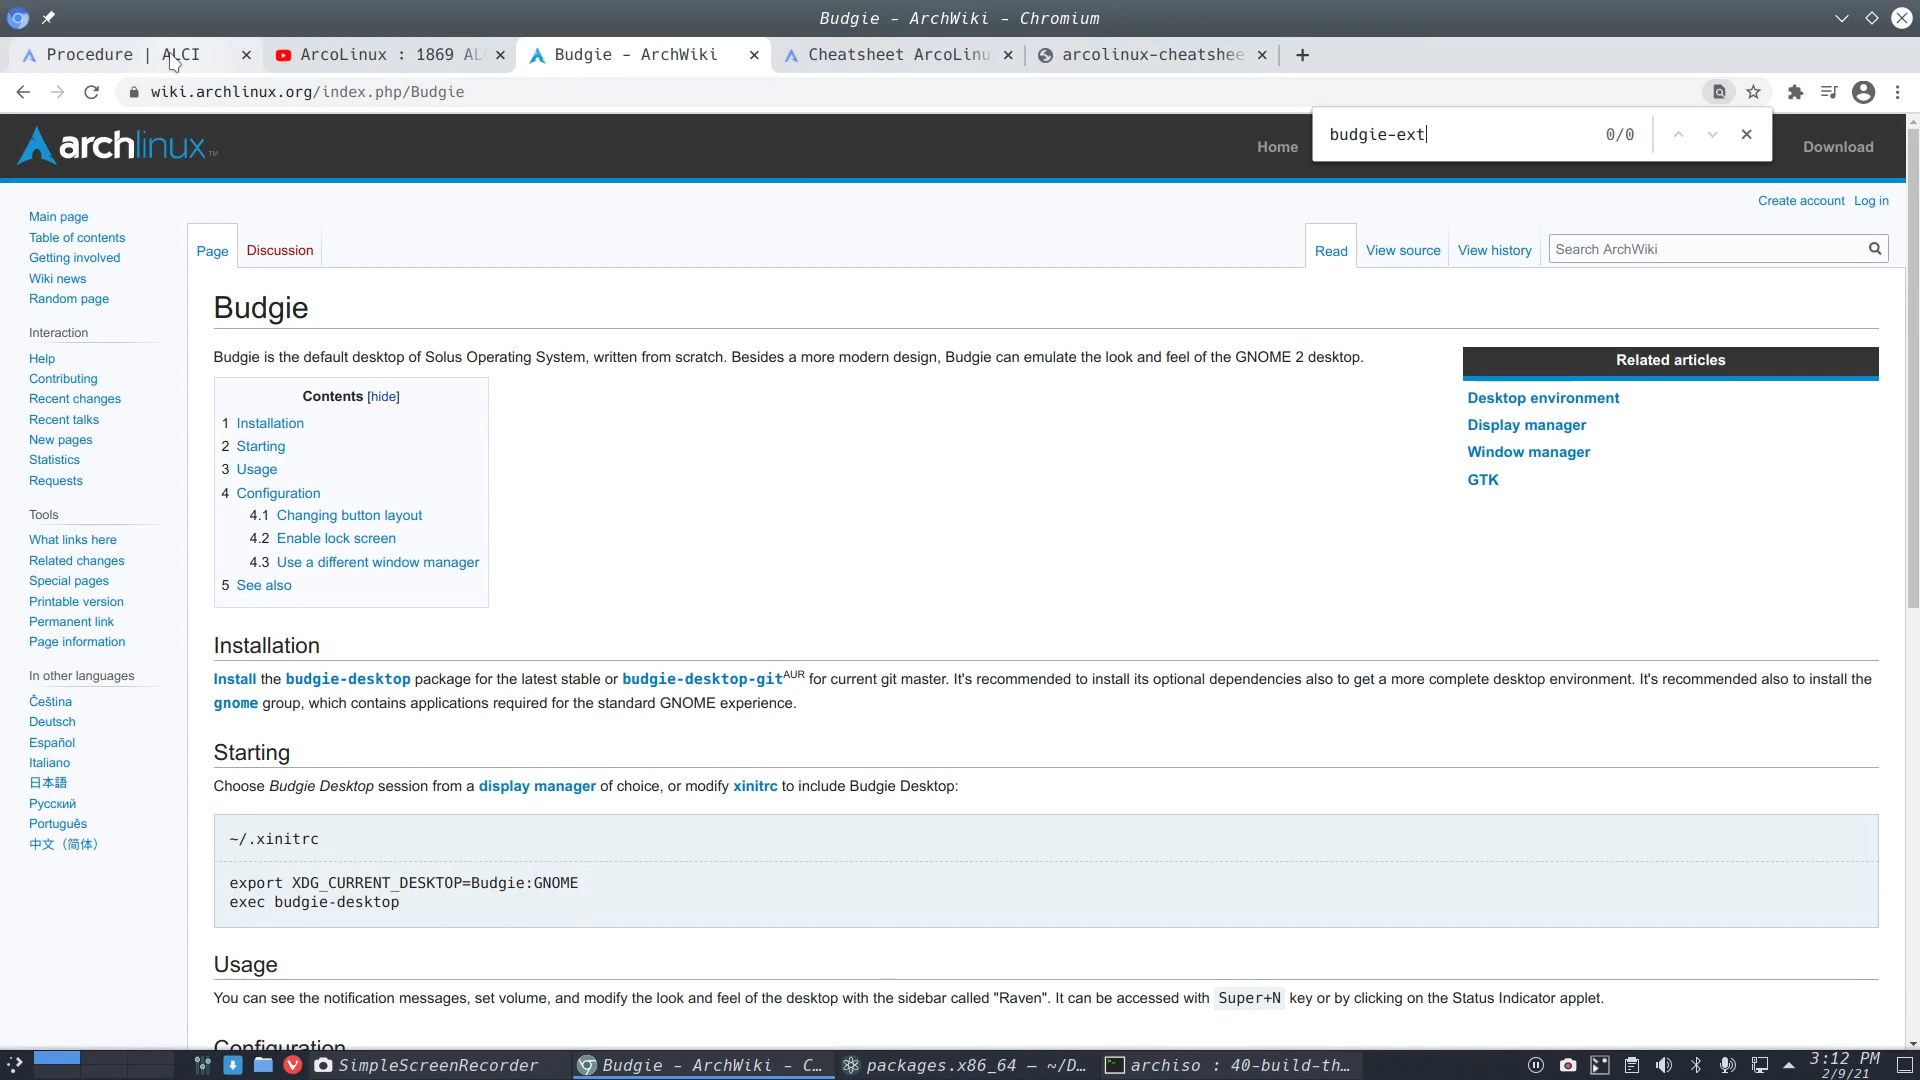 Budgie – ArchWiki – Chromium
Procedure | ALCI
ArcoLinux : 1869 AL
Budgie – ArchWiki
Cheatsheet ArcoLinu
arcolinux-cheatshee
wiki.archlinux.org/index.php/Budgie
budgie-ext
0/0
archlinux™
Home
Download
Create account
Log in
Page
Discussion
Read
View source
View history
Search ArchWiki
Main page
Table of contents
Getting involved
Wiki news
Random page
Interaction
Help
Contributing
Recent changes
Recent talks
New pages
Statistics
Requests
Tools
What links here
Related changes
Special pages
Printable version
Permanent link
Page information
In other languages
Čeština
Deutsch
Español
Italiano
日本語
Русский
Português
中文（简体）
Budgie
Budgie is the default desktop of Solus Operating System, written from scratch. Besides a more modern design, Budgie can emulate the look and feel of the GNOME 2 desktop.
Related articles
Desktop environment
Display manager
Window manager
GTK
Contents [hide]
1 Installation
2 Starting
3 Usage
4 Configuration
4.1 Changing button layout
4.2 Enable lock screen
4.3 Use a different window manager
5 See also
Installation
Install the budgie-desktop package for the latest stable or budgie-desktop-gitAUR for current git master. It's recommended to install its optional dependencies also to get a more complete desktop environment. It's recommended also to install the
gnome group, which contains applications required for the standard GNOME experience.
Starting
Choose Budgie Desktop session from a display manager of choice, or modify xinitrc to include Budgie Desktop:
~/.xinitrc
export XDG_CURRENT_DESKTOP=Budgie:GNOME
exec budgie-desktop
Usage
You can see the notification messages, set volume, and modify the look and feel of the desktop with the sidebar called "Raven". It can be accessed with Super+N key or by clicking on the Status Indicator applet.
Configuration
SimpleScreenRecorder
Budgie – ArchWiki – C...
packages.x86_64 — ~/D...
archiso : 40-build-th...
3:12 PM
2/9/21